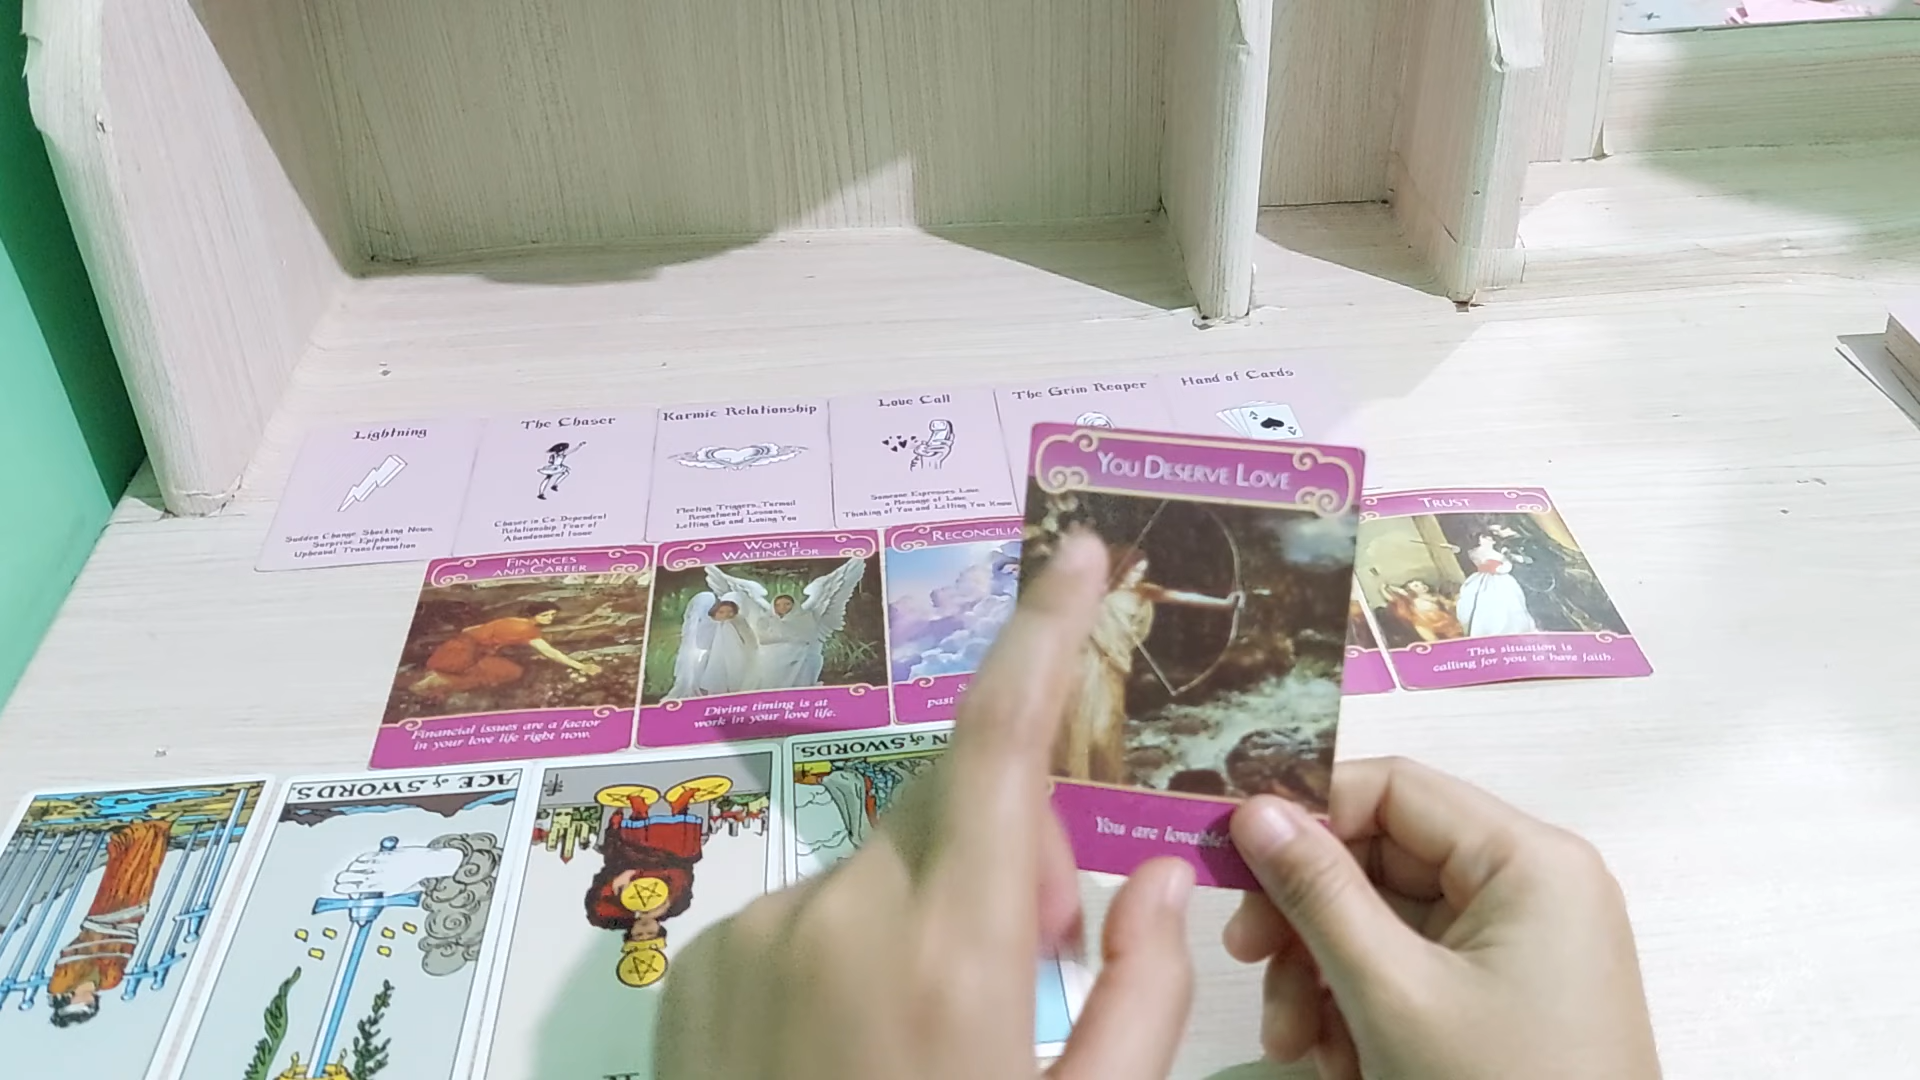 Lightning
Sudden Change, Shocking News,
Surprise, Epiphany,
Upheaval Transformation
The Chaser
Chaser in Co-Dependent
Relationship, Fear of
Abandonment Issue
Karmic Relationship
Fleeting, Triggers, Turmoil
Resentment, Lessons,
Letting Go and Loving You
Love Call
Someone Expresses Love,
a Message of Love,
Thinking of You and Letting You Know
The Grim Reaper
Hand of Cards
FINANCES
AND CAREER
Financial issues are a factor
in your love life right now.
WORTH
WAITING FOR
Divine timing is at
work in your love life.
RECONCILIA
past
YOU DESERVE LOVE
You are lovable!
TRUST
This situation is
calling for you to have faith.
ACE of SWORDS.
N of SWORDS.